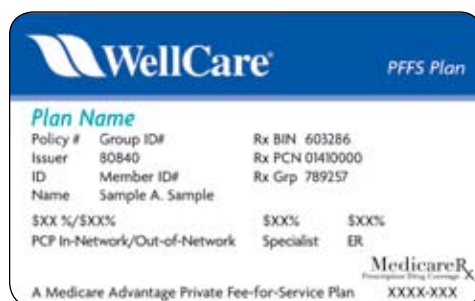 WellCare®
PFFS Plan
Plan Name
Policy # Group ID# Rx BIN 603286
Issuer 80840 Rx PCN 01410000
ID Member ID# Rx Grp 789257
Name Sample A. Sample
$XX %/$XX% $XX% $XX%
PCP In-Network/Out-of-Network Specialist ER
MedicareRx
Prescription Drug Coverage
A Medicare Advantage Private Fee-for-Service Plan XXXX-XXX